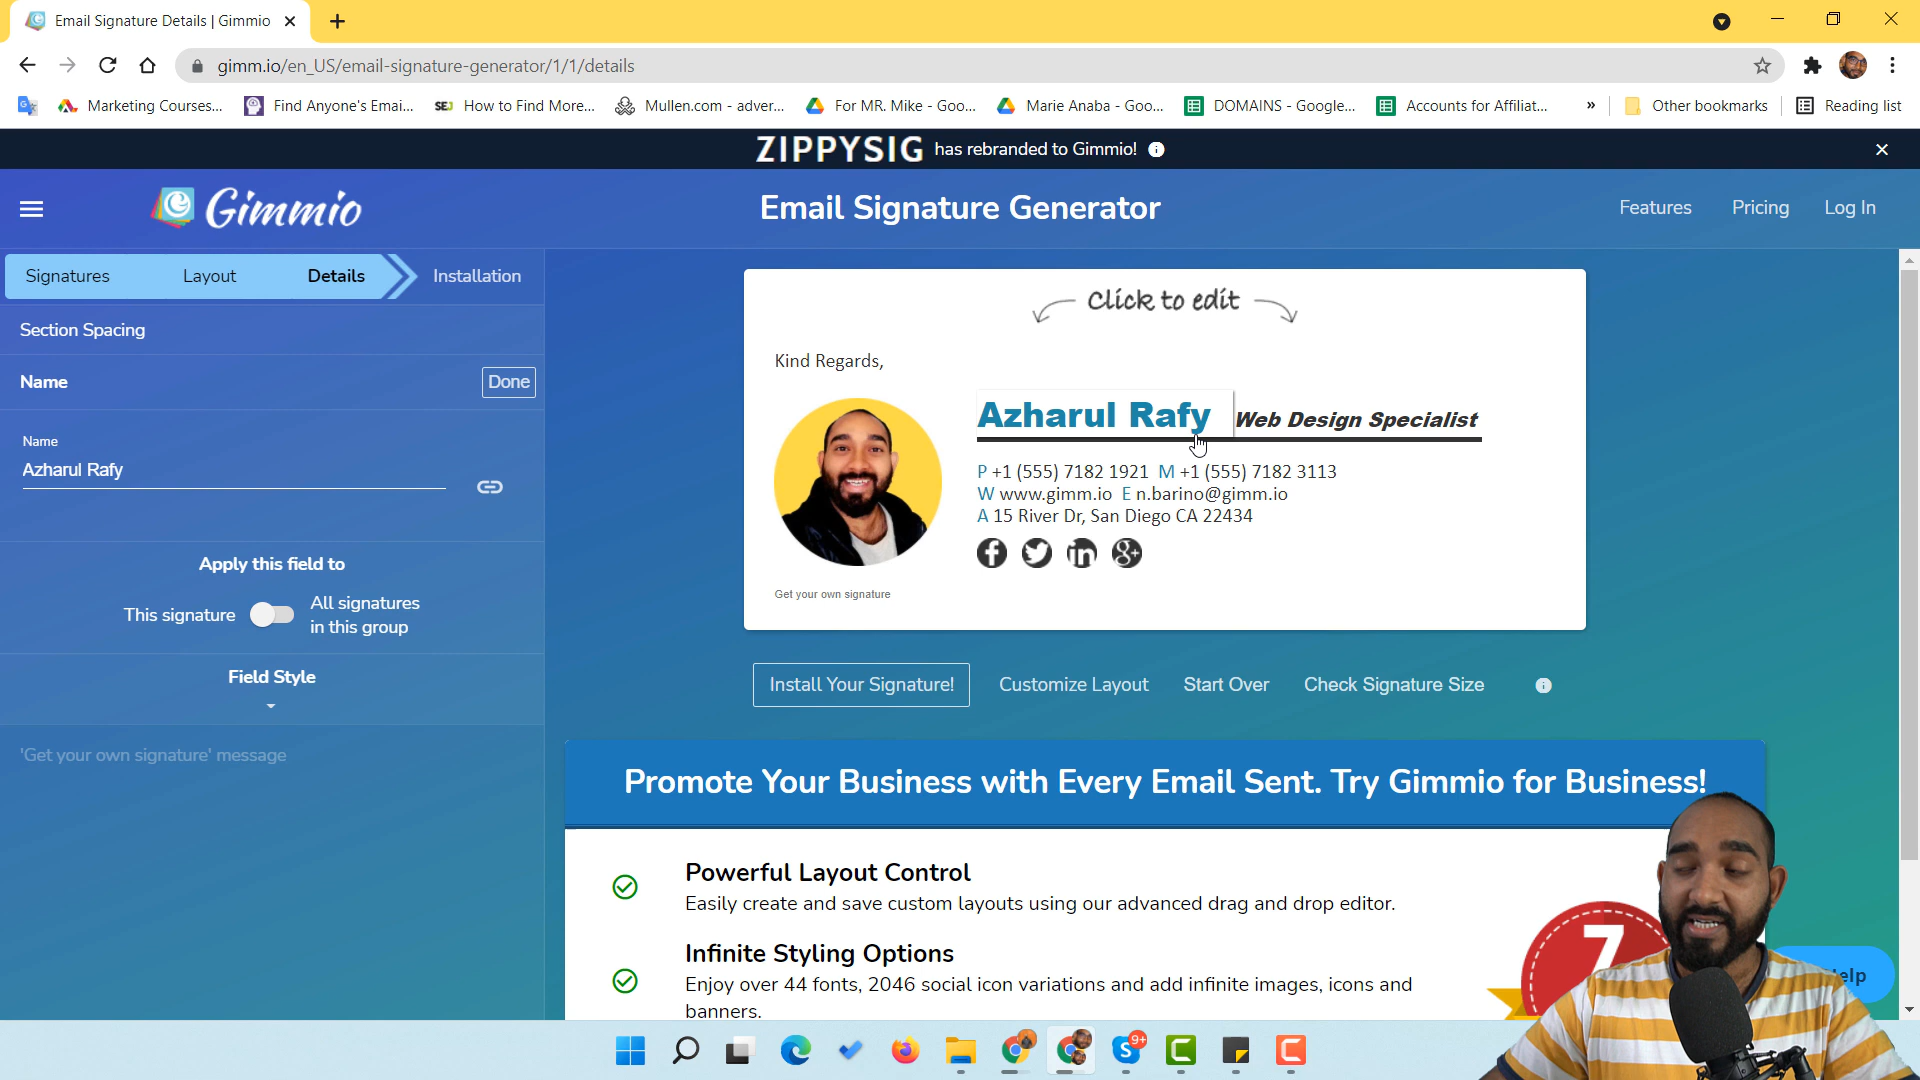 Email Signature Details | Gimmio
gimm.io/en_US/email-signature-generator/1/1/details
Marketing Courses... Find Anyone's Emai... SEJ How to Find More... Mullen.com - adver... For MR. Mike - Goo... Marie Anaba - Goo... DOMAINS - Google... Accounts for Affiliat... » Other bookmarks Reading list
ZIPPYSIG has rebranded to Gimmio!
Gimmio Email Signature Generator Features Pricing Log In
Signatures Layout Details Installation
Section Spacing
Name Done
Name
Azharul Rafy
Apply this field to
This signature All signatures
in this group
Field Style
'Get your own signature' message
Click to edit
Kind Regards,
Azharul Rafy Web Design Specialist
P +1 (555) 7182 1921 M +1 (555) 7182 3113
W www.gimm.io E n.barino@gimm.io
A 15 River Dr, San Diego CA 22434
Get your own signature
Install Your Signature! Customize Layout Start Over Check Signature Size
Promote Your Business with Every Email Sent. Try Gimmio for Business!
Powerful Layout Control
Easily create and save custom layouts using our advanced drag and drop editor.
Infinite Styling Options
Enjoy over 44 fonts, 2046 social icon variations and add infinite images, icons and
banners.
7
9+